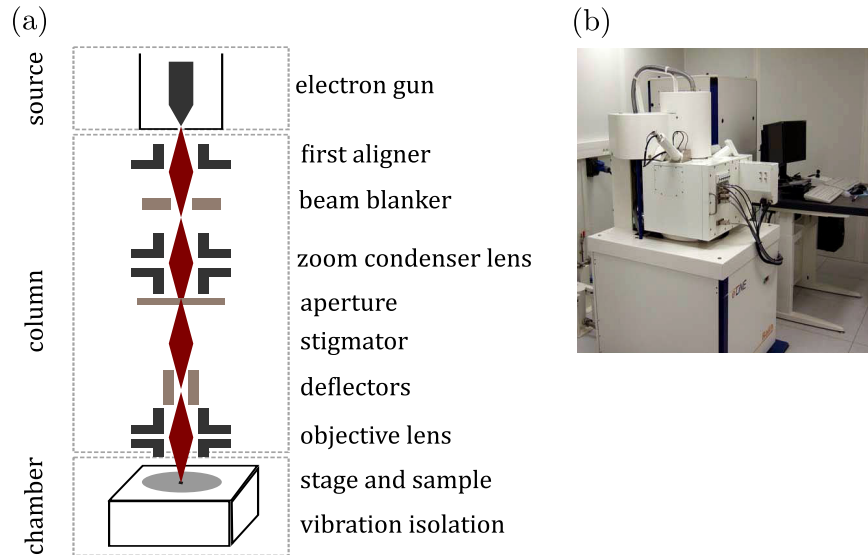 (a)
(b)
source
electron gun
column
first aligner
beam blanker
zoom condenser lens
aperture
stigmator
deflectors
objective lens
chamber
stage and sample
vibration isolation